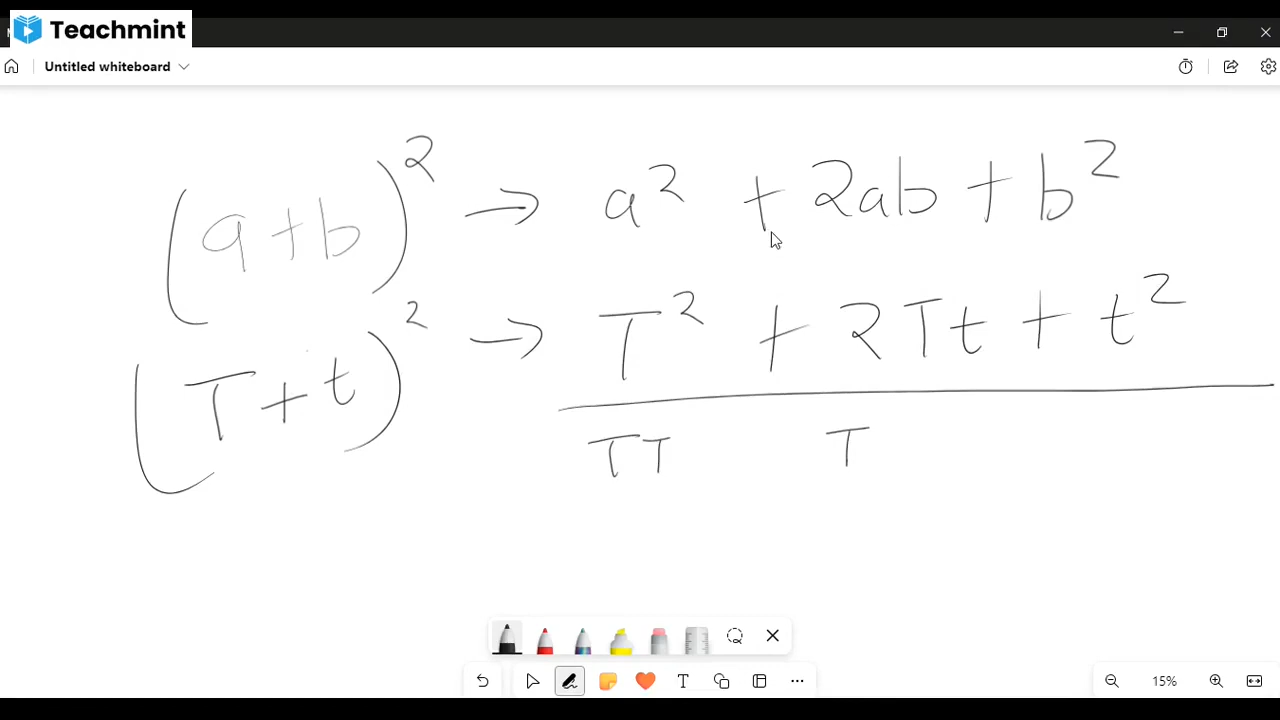 Teachmint
Untitled whiteboard
(a+b)² → a² + 2ab + b²
(T+t)² → T² + 2Tt + t²
TT T
15%